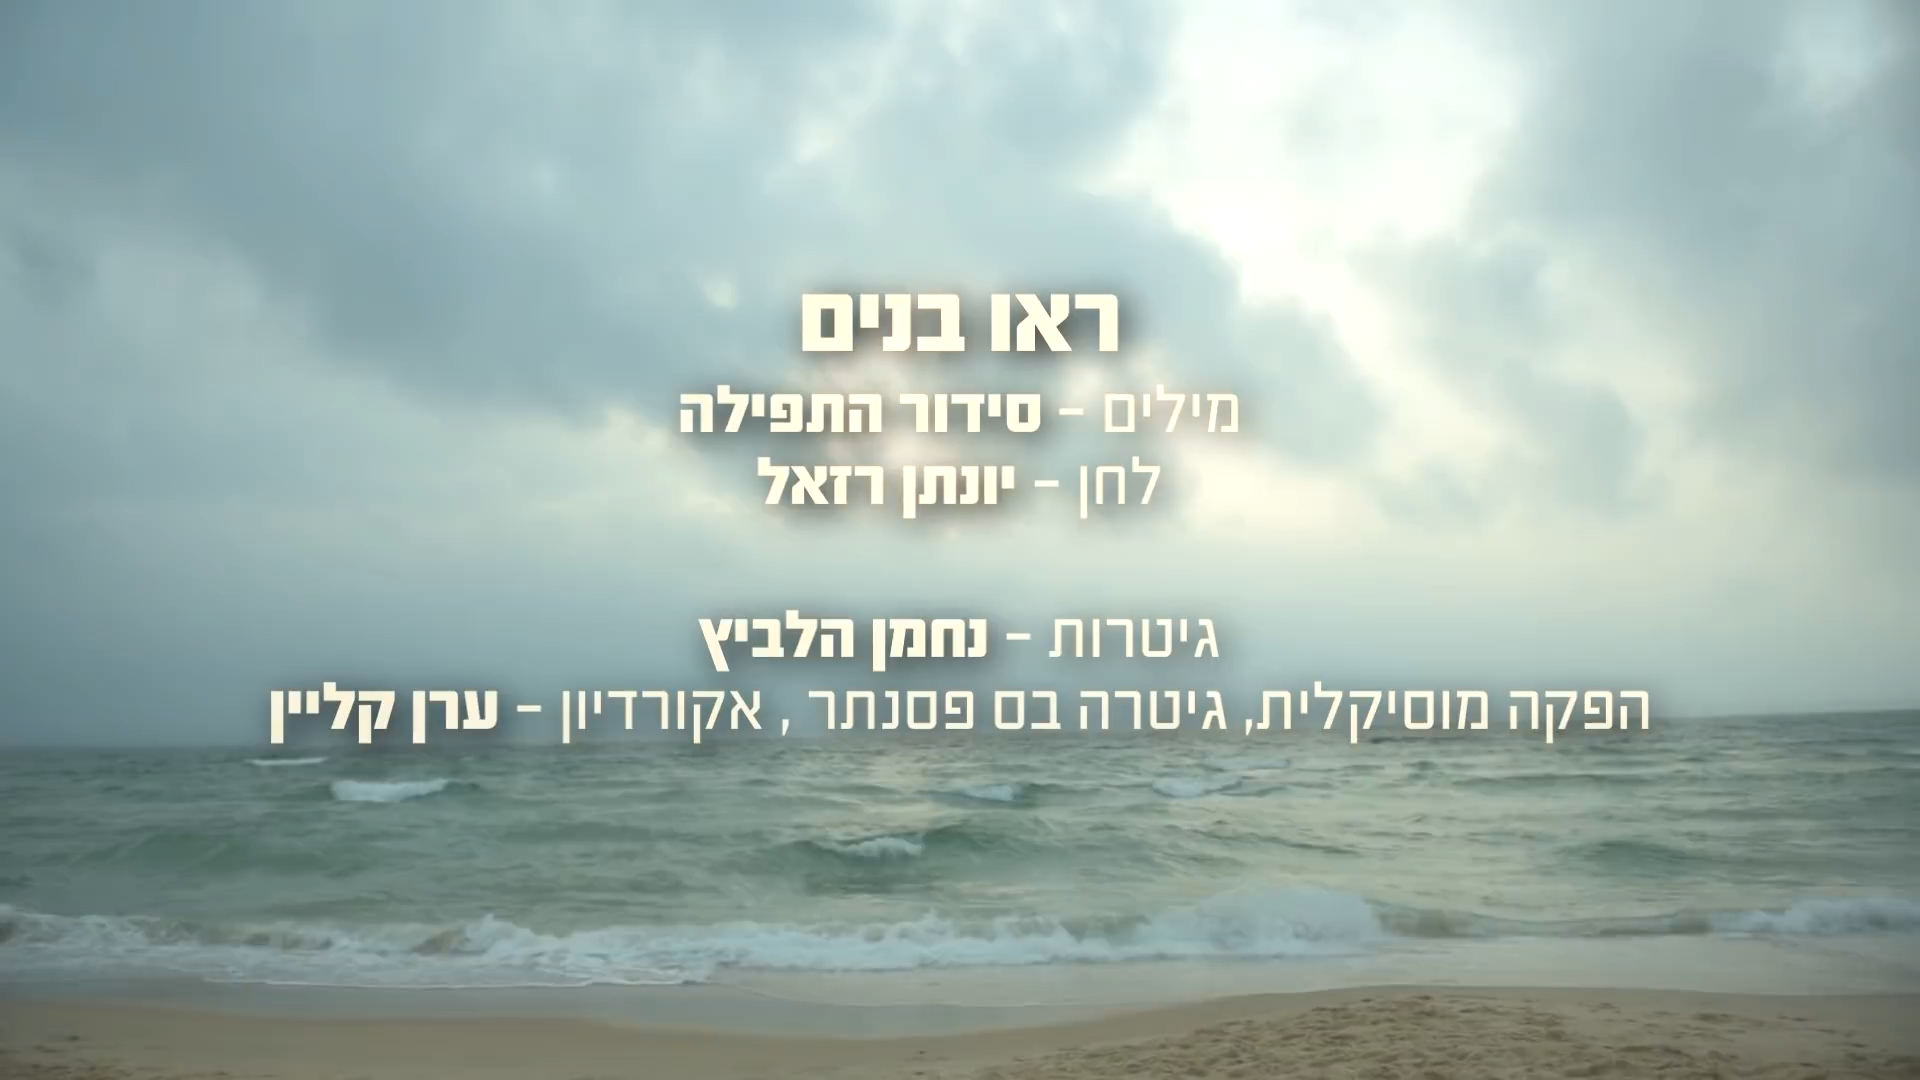 ראו בנים
מילים - סידור התפילה
לחן - יונתן רזאל
גיטרות - נחמן הלביץ
הפקה מוסיקלית, גיטרה בס פסנתר , אקורדיון - ערן קליין